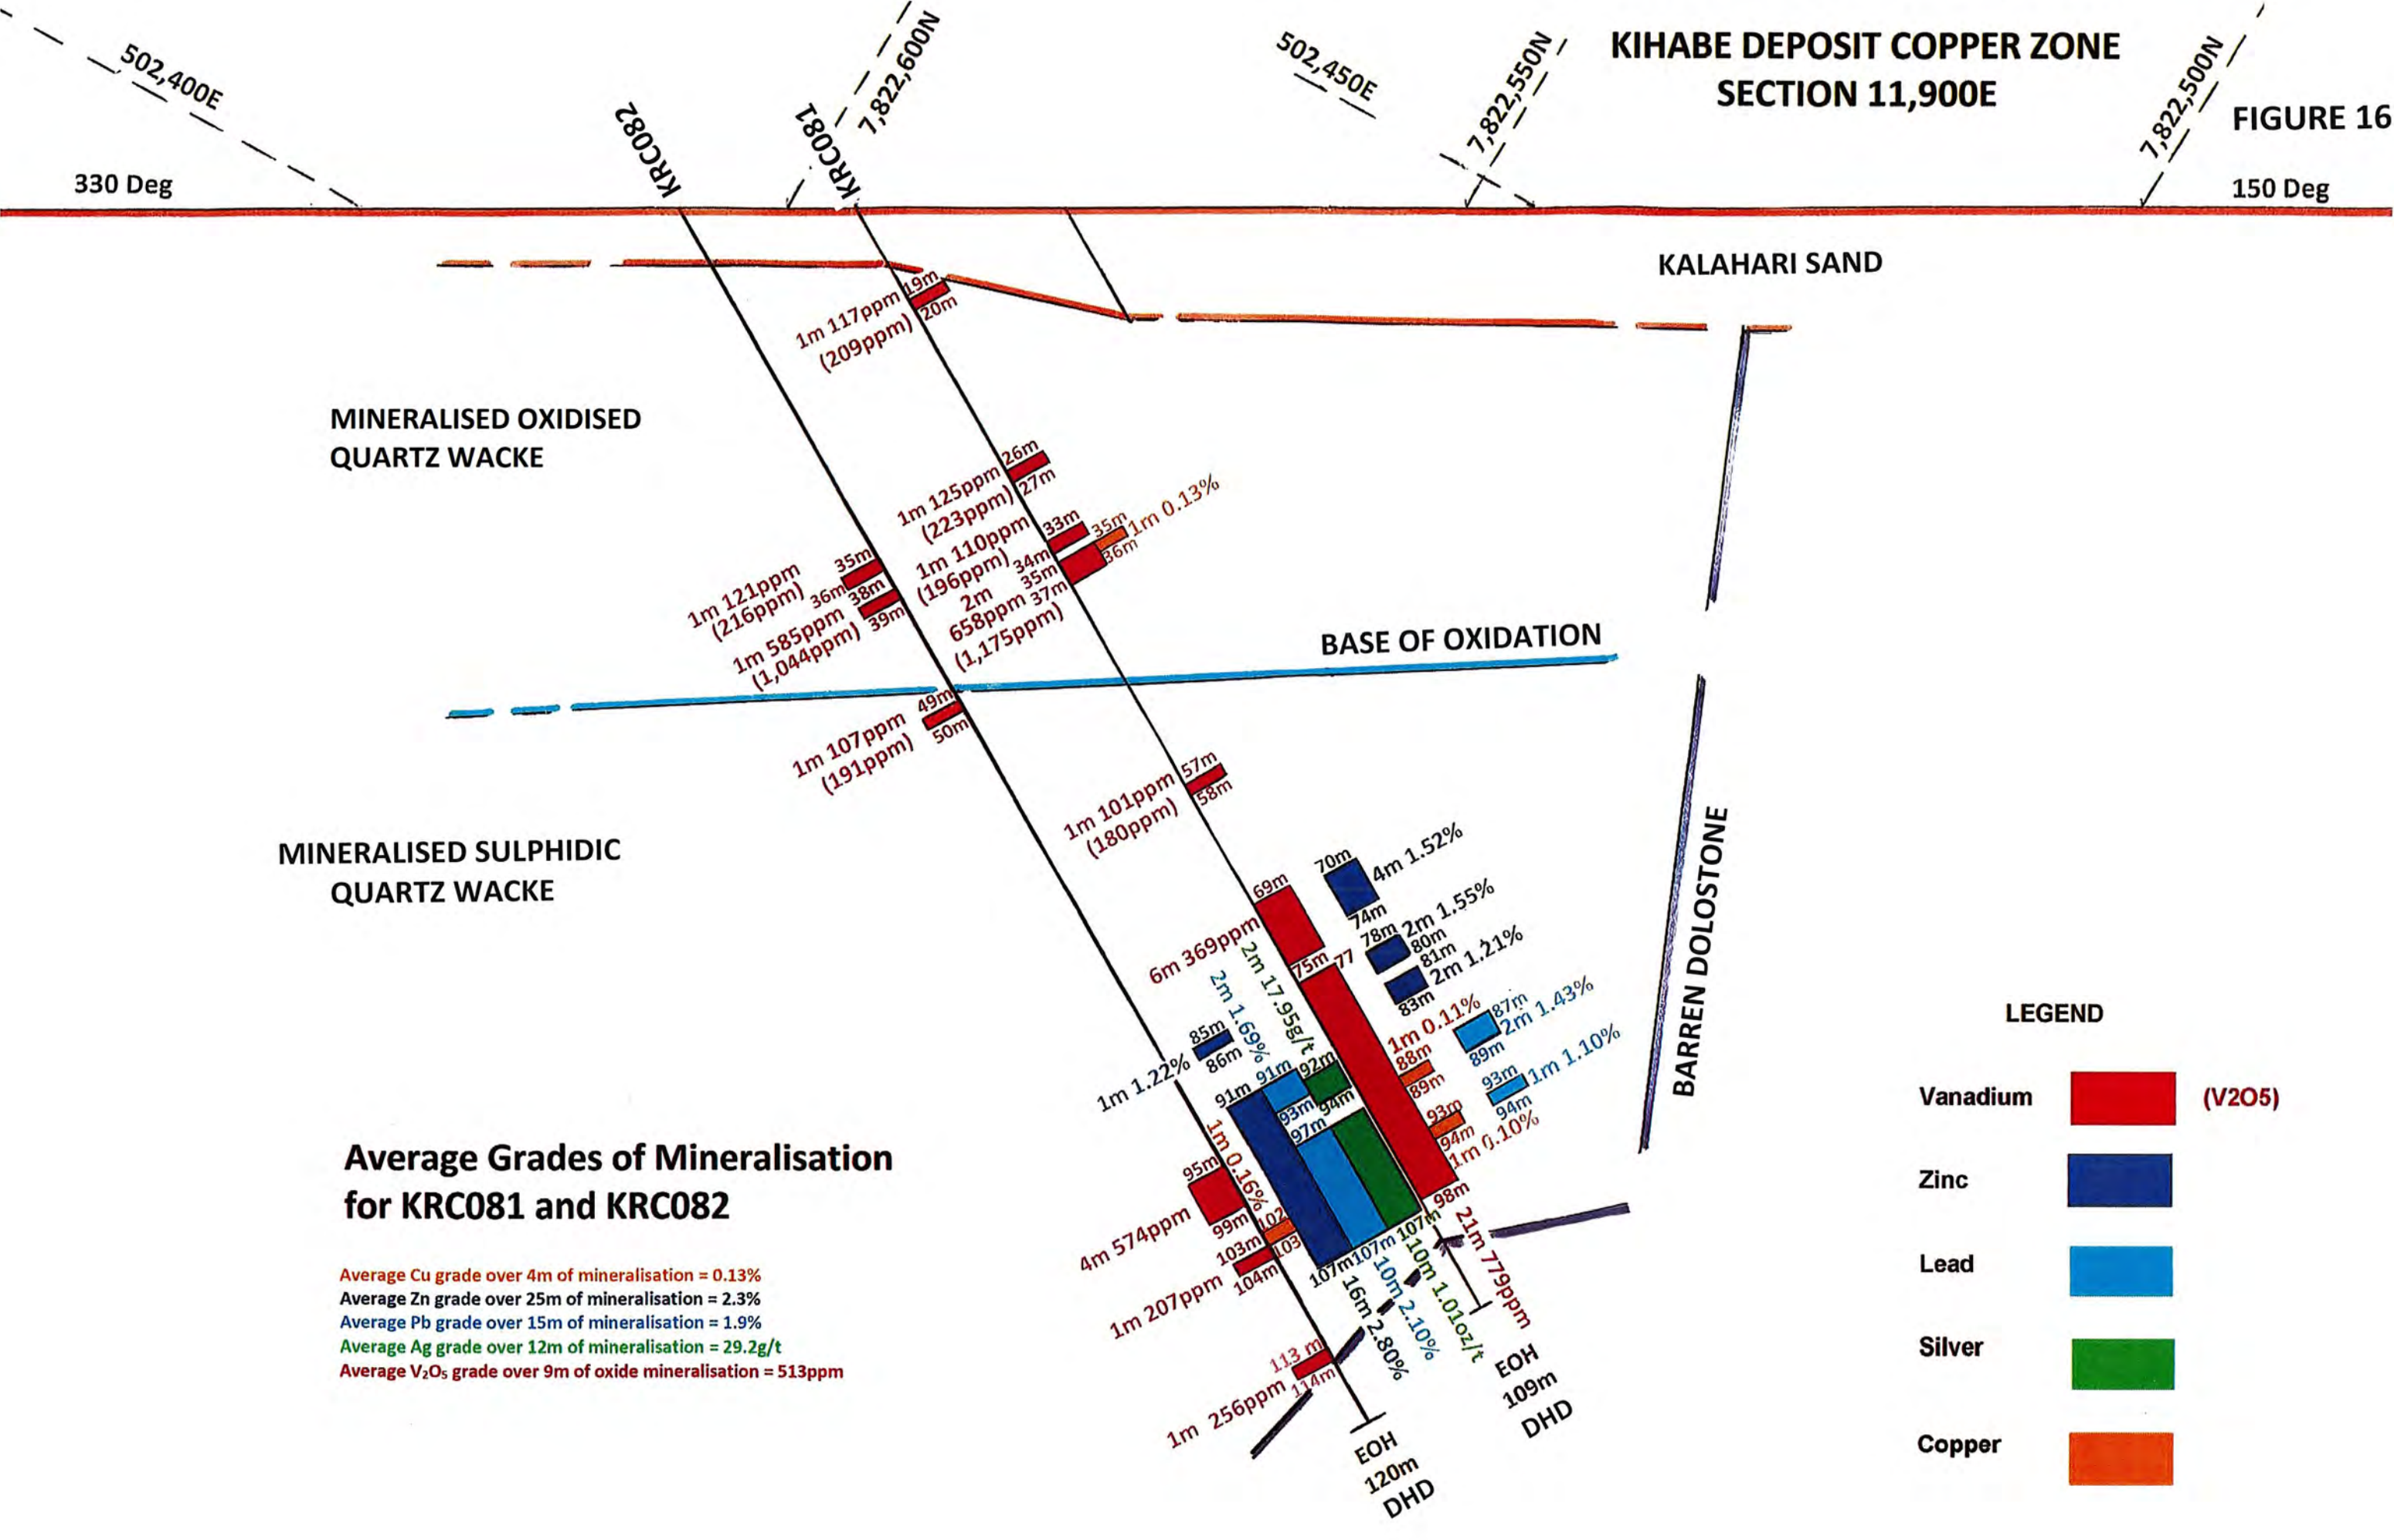 KIHABE DEPOSIT COPPER ZONE
SECTION 11,900E
FIGURE 16
502,400E
7,822,600N
502,450E
7,822,550N
7,822,500N
330 Deg
150 Deg
KRC082
KRC081
KALAHARI SAND
19m
1m 117ppm
(209ppm)
20m
MINERALISED OXIDISED
QUARTZ WACKE
26m
1m 125ppm
(223ppm)
27m
33m
1m 110ppm
(196ppm)
34m
35m
1m 0.13%
36m
35m
2m
658ppm
37m
(1,175ppm)
35m
1m 121ppm
(216ppm)
36m
38m
1m 585ppm
(1,044ppm)
39m
BASE OF OXIDATION
49m
1m 107ppm
(191ppm)
50m
57m
1m 101ppm
(180ppm)
58m
MINERALISED SULPHIDIC
QUARTZ WACKE
BARREN DOLOSTONE
69m
6m 369ppm
75m
77
70m
4m 1.52%
74m
78m
2m 1.55%
80m
81m
2m 1.21%
83m
2m 17.95g/t
2m 1.69%
1m 0.11%
88m
89m
87m
2m 1.43%
89m
93m
1m 1.10%
94m
93m
94m
1m 0.10%
85m
1m 1.22%
86m
91m
91m
92m
93m
94m
97m
1m 0.16%
95m
4m 574ppm
99m
102
103
103m
1m 207ppm
104m
107m
107m
107m
98m
21m 779ppm
10m 1.01oz/t
10m 2.10%
16m 2.80%
113 m
1m 256ppm
114m
EOH
109m
DHD
EOH
120m
DHD
Average Grades of Mineralisation
for KRC081 and KRC082
Average Cu grade over 4m of mineralisation = 0.13%
Average Zn grade over 25m of mineralisation = 2.3%
Average Pb grade over 15m of mineralisation = 1.9%
Average Ag grade over 12m of mineralisation = 29.2g/t
Average V₂O₅ grade over 9m of oxide mineralisation = 513ppm
LEGEND
Vanadium
(V2O5)
Zinc
Lead
Silver
Copper